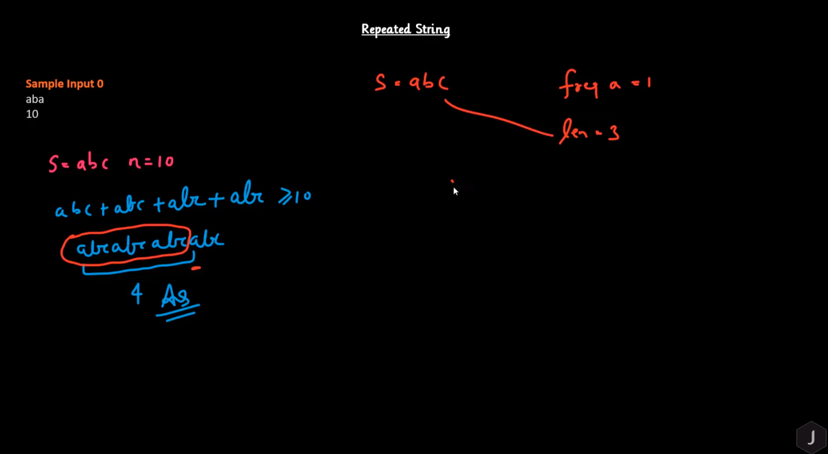 Repeated String
Sample Input 0
aba
10
S = abc
freq a = 1
len = 3
S = abc n = 10
abc + abc + abc + abc ≥ 10
abcabcabcabc
4 As
J